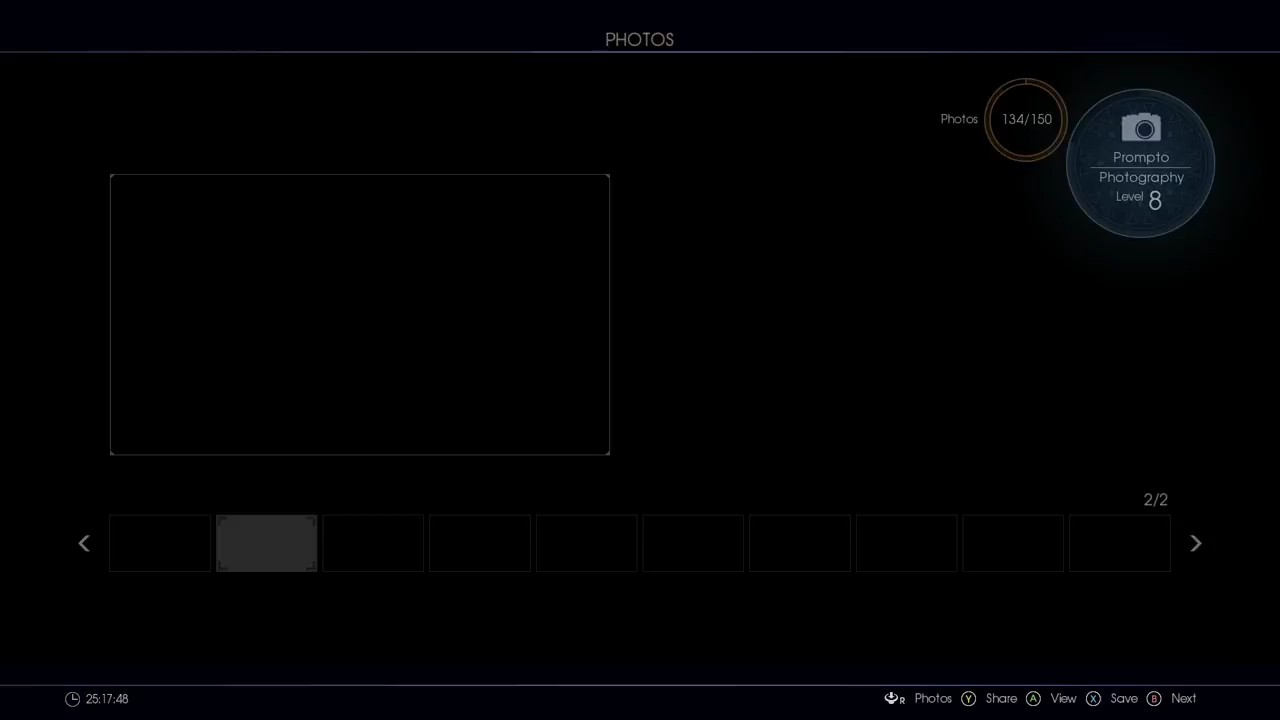 PHOTOS
Photos 134/150
Prompto
Photography
Level 8
2/2
25:17:48
R Photos Y Share A View X Save B Next